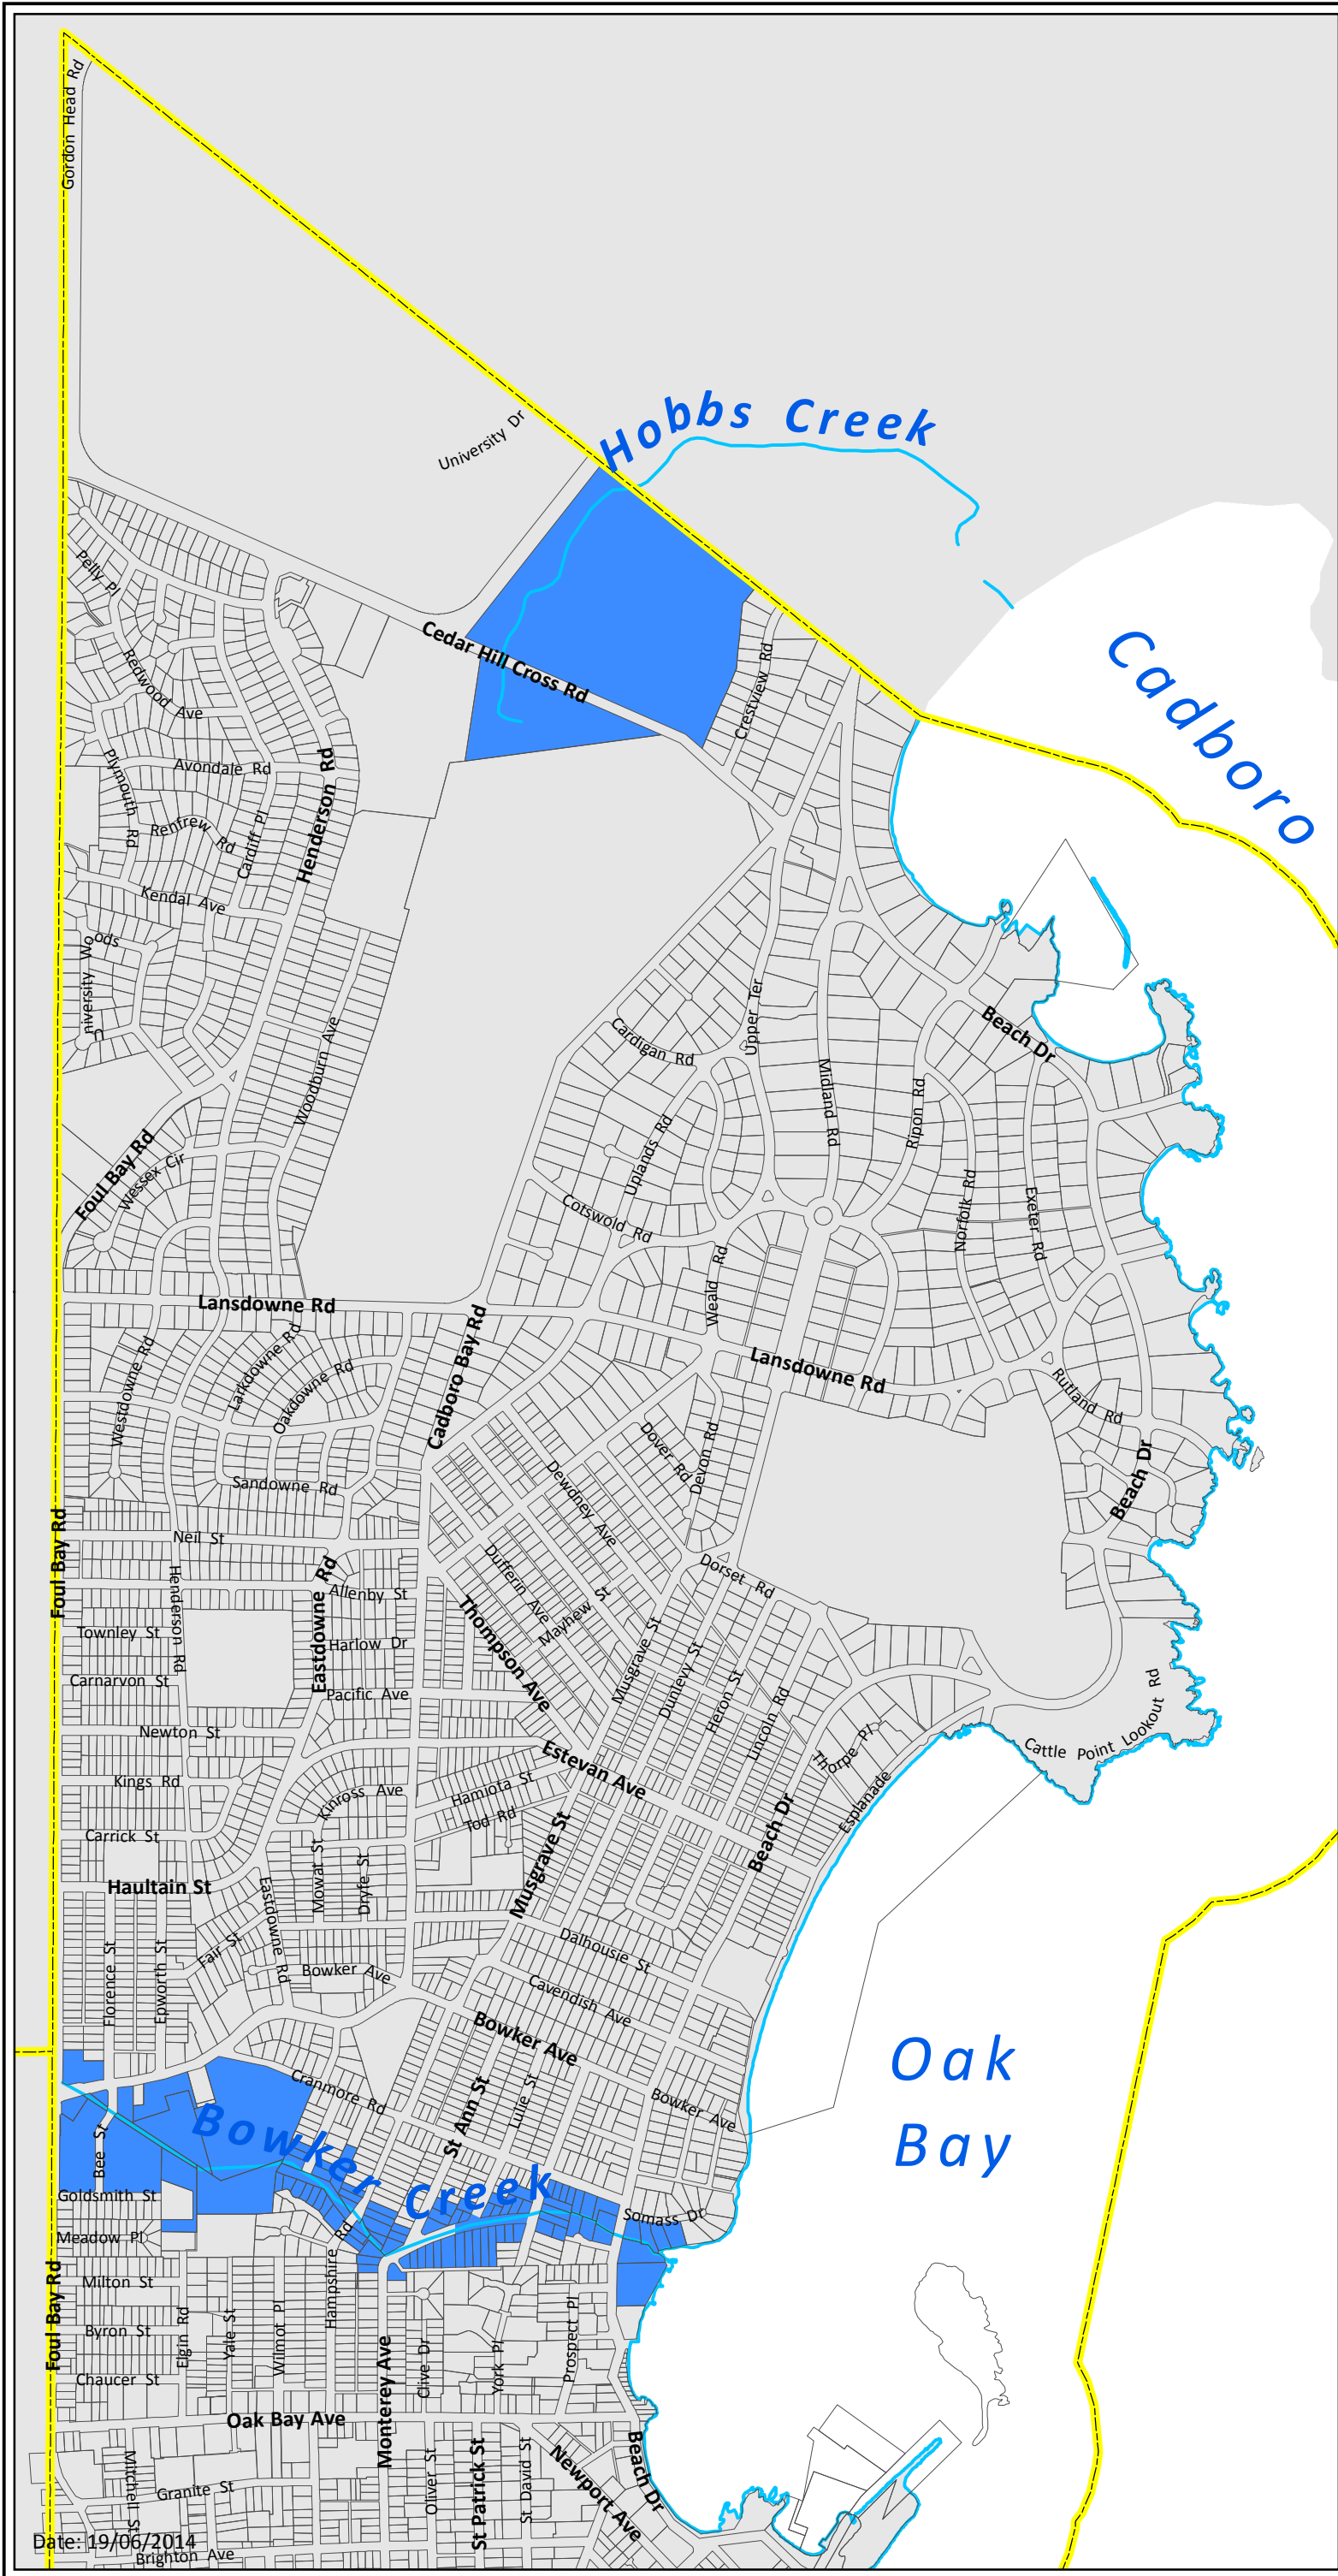 Gordon Head Rd
University Dr
Hobbs Creek
Cadboro
Pelly Pl
Cedar Hill Cross Rd
Crestview Rd
Redwood Ave
Henderson Rd
Avondale Rd
Plymouth Rd
Renfrew Rd
Cardiff Pl
Kendal Ave
University Woods
Woodburn Ave
Cardigan Rd
Upper Ter
Beach Dr
Midland Rd
Ripon Rd
Uplands Rd
Foul Bay Rd
Wessex Cir
Cotswold Rd
Norfolk Rd
Exeter Rd
Weald Rd
Lansdowne Rd
Cadboro Bay Rd
Westdowne Rd
Larkdowne Rd
Oakdowne Rd
Lansdowne Rd
Rutland Rd
Dover Rd
Devon Rd
Beach Dr
Sandowne Rd
Dewdney Ave
Neil St
Foul Bay Rd
Henderson Rd
Eastdowne Rd
Allenby St
Dufferin Ave
Mayhew St
Dorset Rd
Thompson Ave
Townley St
Harlow Dr
Musgrave St
Dunlevy St
Heron St
Lincoln Rd
Carnarvon St
Pacific Ave
Newton St
Estevan Ave
Thorpe Pl
Cattle Point Lookout Rd
Kings Rd
Kinross Ave
Hamiota St
Tod Rd
Esplanade
Beach Dr
Carrick St
Musgrave St
Mowat St
Dryfe St
Haultain St
Eastdowne Rd
Fair St
Florence St
Epworth St
Bowker Ave
Dalhousie St
Cavendish Ave
Bowker Ave
Oak
Bay
Cranmore Rd
Lulie St
St Ann St
Bowker Ave
Bowker Creek
Bee St
Goldsmith St
Somass Dr
Meadow Pl
Hampshire Rd
Milton St
Foul Bay Rd
Byron St
Elgin Rd
Yale St
Wilmot Pl
Monterey Ave
Clive Dr
York Pl
Prospect Pl
Chaucer St
Oak Bay Ave
Beach Dr
Newport Ave
Mitchell St
Granite St
Oliver St
St Patrick St
St David St
Date: 19/06/2014
Brighton Ave